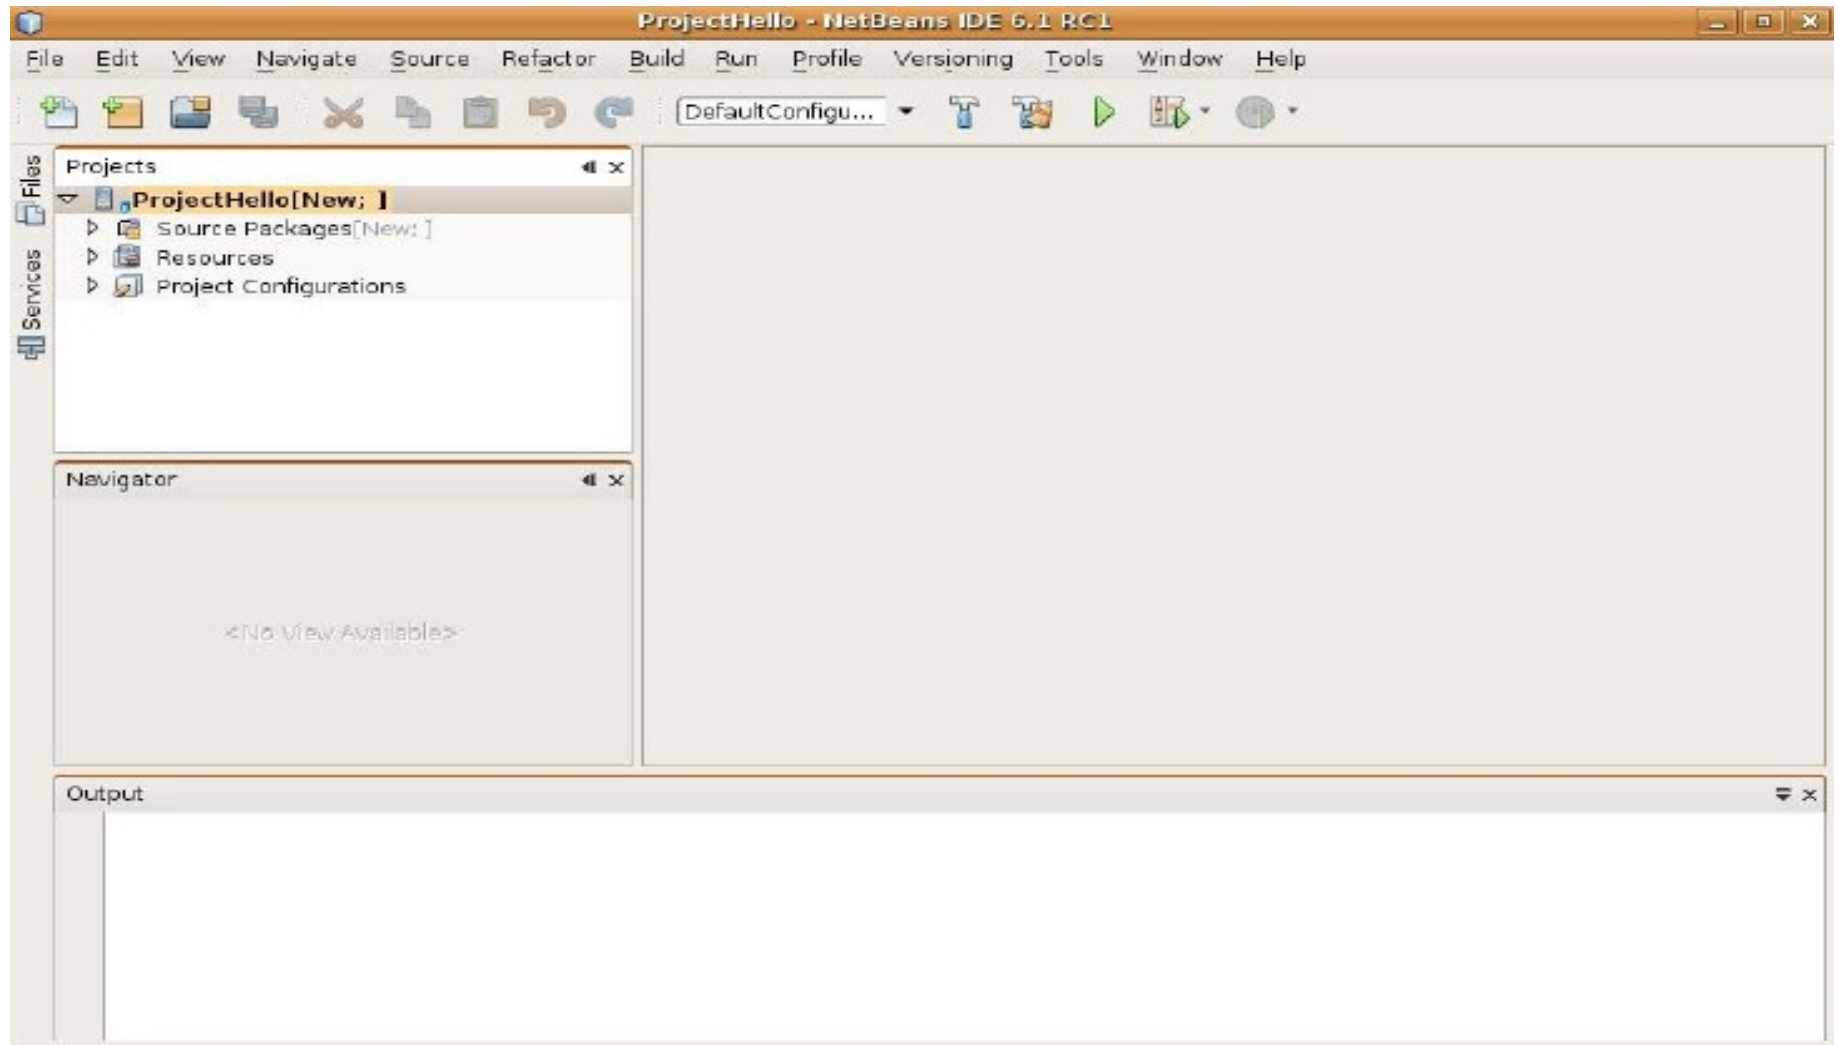 ProjectHello - NetBeans IDE 6.1 RC1
File Edit View Navigate Source Refactor Build Run Profile Versioning Tools Window Help
DefaultConfigu...
Files
Services
Projects
ProjectHello[New; ]
Source Packages[New; ]
Resources
Project Configurations
Navigator
<No View Available>
Output